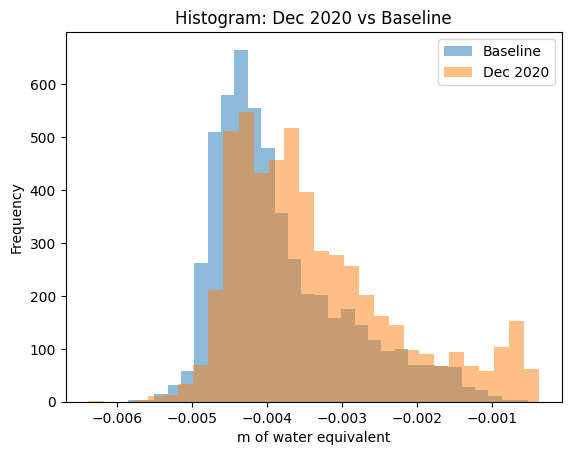 Histogram: Dec 2020 vs Baseline
Baseline
Dec 2020
Frequency
600
500
400
300
200
100
0
−0.006 −0.005 −0.004 −0.003 −0.002 −0.001
m of water equivalent